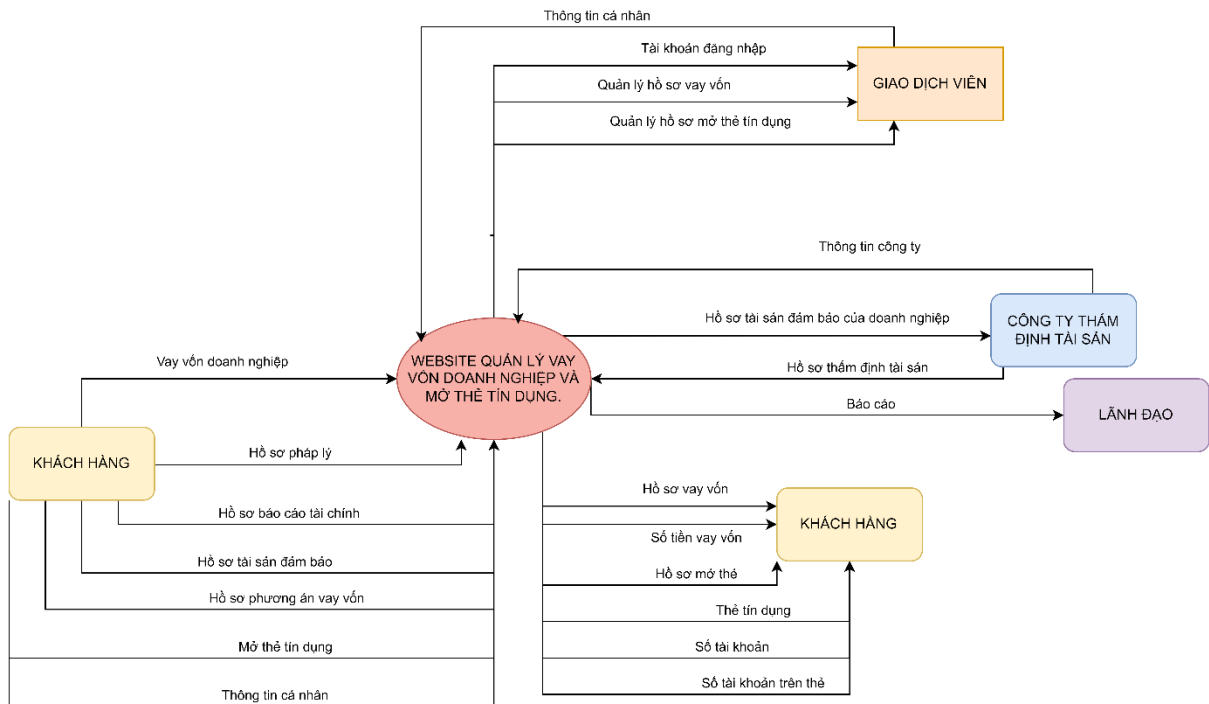 Thông tin cá nhân
Tài khoản đăng nhập
GIAO DỊCH VIÊN
Quản lý hồ sơ vay vốn
Quản lý hồ sơ mở thẻ tín dụng
Thông tin công ty
Hồ sơ tài sản đảm bảo của doanh nghiệp
CÔNG TY THẨM
ĐỊNH TÀI SẢN
Vay vốn doanh nghiệp
WEBSITE QUẢN LÝ VAY
VỐN DOANH NGHIỆP VÀ
MỞ THẺ TÍN DỤNG.
Hồ sơ thẩm định tài sản
Báo cáo
LÃNH ĐẠO
KHÁCH HÀNG
Hồ sơ pháp lý
Hồ sơ vay vốn
Hồ sơ báo cáo tài chính
KHÁCH HÀNG
Số tiền vay vốn
Hồ sơ tài sản đảm bảo
Hồ sơ mở thẻ
Hồ sơ phương án vay vốn
Thẻ tín dụng
Mở thẻ tín dụng
Số tài khoản
Thông tin cá nhân
Số tài khoản trên thẻ